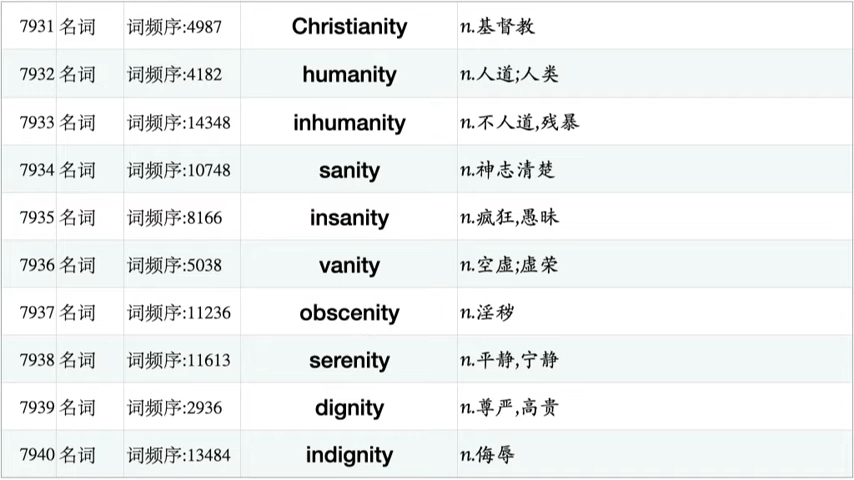 7931 名词 词频序:4987 Christianity n.基督教
7932 名词 词频序:4182 humanity n.人道;人类
7933 名词 词频序:14348 inhumanity n.不人道,残暴
7934 名词 词频序:10748 sanity n.神志清楚
7935 名词 词频序:8166 insanity n.疯狂,愚昧
7936 名词 词频序:5038 vanity n.空虚;虚荣
7937 名词 词频序:11236 obscenity n.淫秽
7938 名词 词频序:11613 serenity n.平静,宁静
7939 名词 词频序:2936 dignity n.尊严,高贵
7940 名词 词频序:13484 indignity n.侮辱